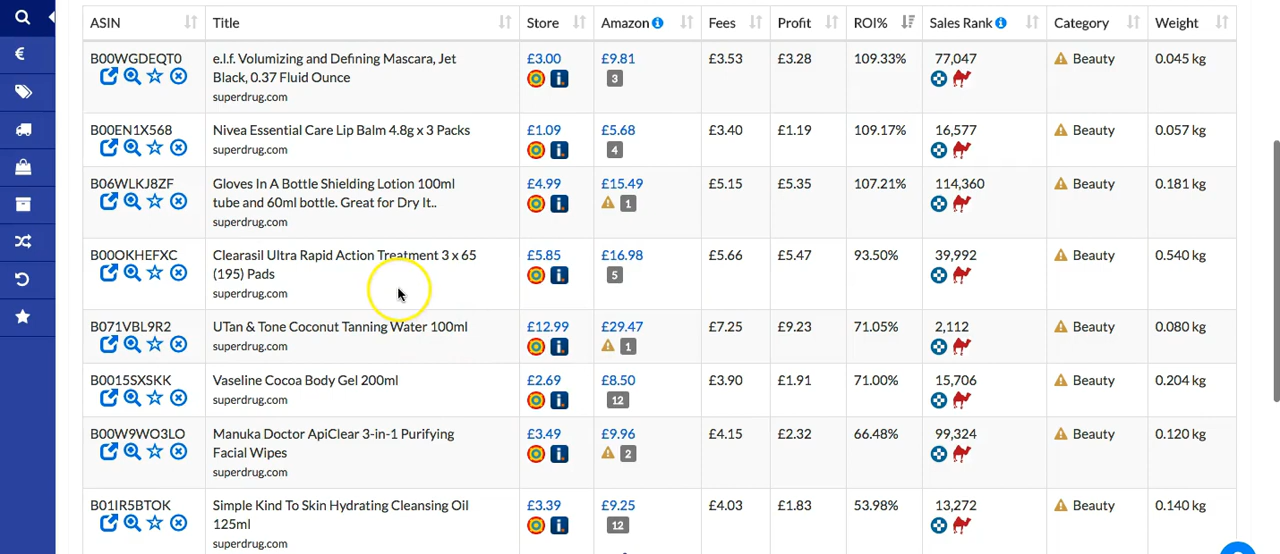 ASIN Title Store Amazon Fees Profit ROI% Sales Rank Category Weight
B00WGDEQT0 e.l.f. Volumizing and Defining Mascara, Jet £3.00 £9.81 £3.53 £3.28 109.33% 77,047 Beauty 0.045 kg
Black, 0.37 Fluid Ounce 3
superdrug.com
B00EN1X568 Nivea Essential Care Lip Balm 4.8g x 3 Packs £1.09 £5.68 £3.40 £1.19 109.17% 16,577 Beauty 0.057 kg
superdrug.com 4
B06WLKJ8ZF Gloves In A Bottle Shielding Lotion 100ml £4.99 £15.49 £5.15 £5.35 107.21% 114,360 Beauty 0.181 kg
tube and 60ml bottle. Great for Dry It.. 1
superdrug.com
B00OKHEFXC Clearasil Ultra Rapid Action Treatment 3 x 65 £5.85 £16.98 £5.66 £5.47 93.50% 39,992 Beauty 0.540 kg
(195) Pads 5
superdrug.com
B071VBL9R2 UTan & Tone Coconut Tanning Water 100ml £12.99 £29.47 £7.25 £9.23 71.05% 2,112 Beauty 0.080 kg
superdrug.com 1
B0015SXSKK Vaseline Cocoa Body Gel 200ml £2.69 £8.50 £3.90 £1.91 71.00% 15,706 Beauty 0.204 kg
superdrug.com 12
B00W9WO3LO Manuka Doctor ApiClear 3-in-1 Purifying £3.49 £9.96 £4.15 £2.32 66.48% 99,324 Beauty 0.120 kg
Facial Wipes 2
superdrug.com
B01IR5BTOK Simple Kind To Skin Hydrating Cleansing Oil £3.39 £9.25 £4.03 £1.83 53.98% 13,272 Beauty 0.140 kg
125ml 12
superdrug.com